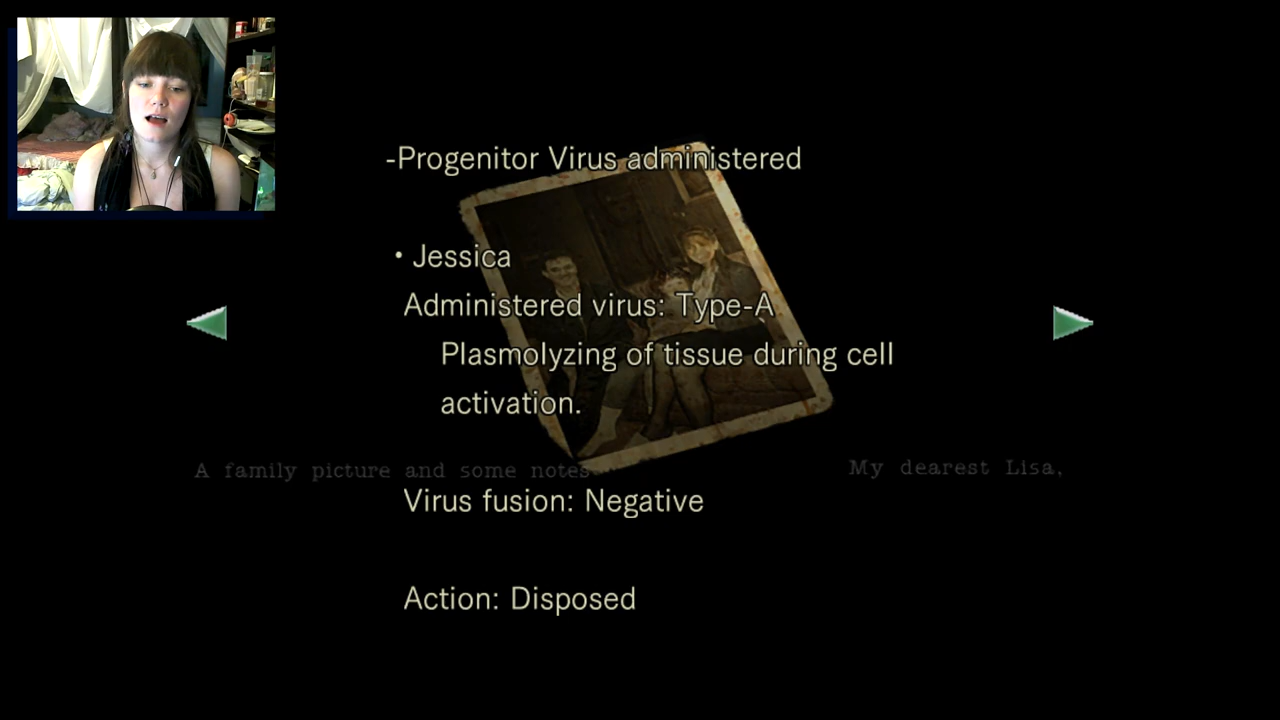 -Progenitor Virus administered
• Jessica
Administered virus: Type-A
Plasmolyzing of tissue during cell
activation.
A family picture and some notes
My dearest Lisa,
Virus fusion: Negative
Action: Disposed